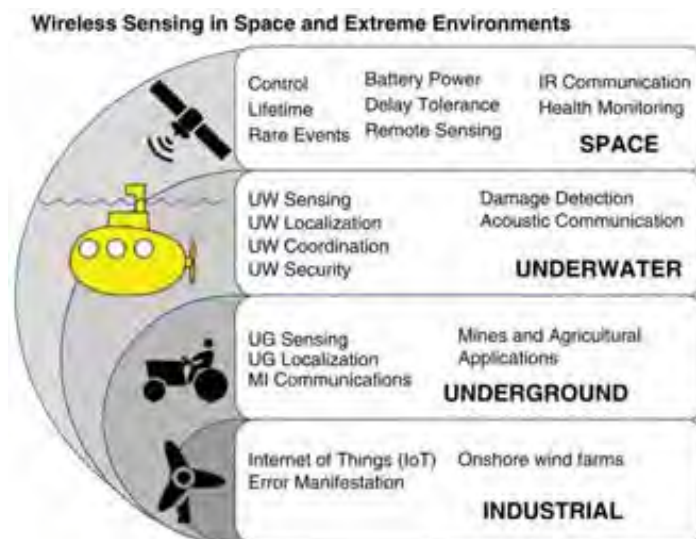 Wireless Sensing in Space and Extreme Environments
Control
Lifetime
Rare Events
Battery Power
Delay Tolerance
Remote Sensing
IR Communication
Health Monitoring
SPACE
UW Sensing
UW Localization
UW Coordination
UW Security
Damage Detection
Acoustic Communication
UNDERWATER
UG Sensing
UG Localization
MI Communications
Mines and Agricultural
Applications
UNDERGROUND
Internet of Things (IoT)
Error Manifestation
Onshore wind farms
INDUSTRIAL